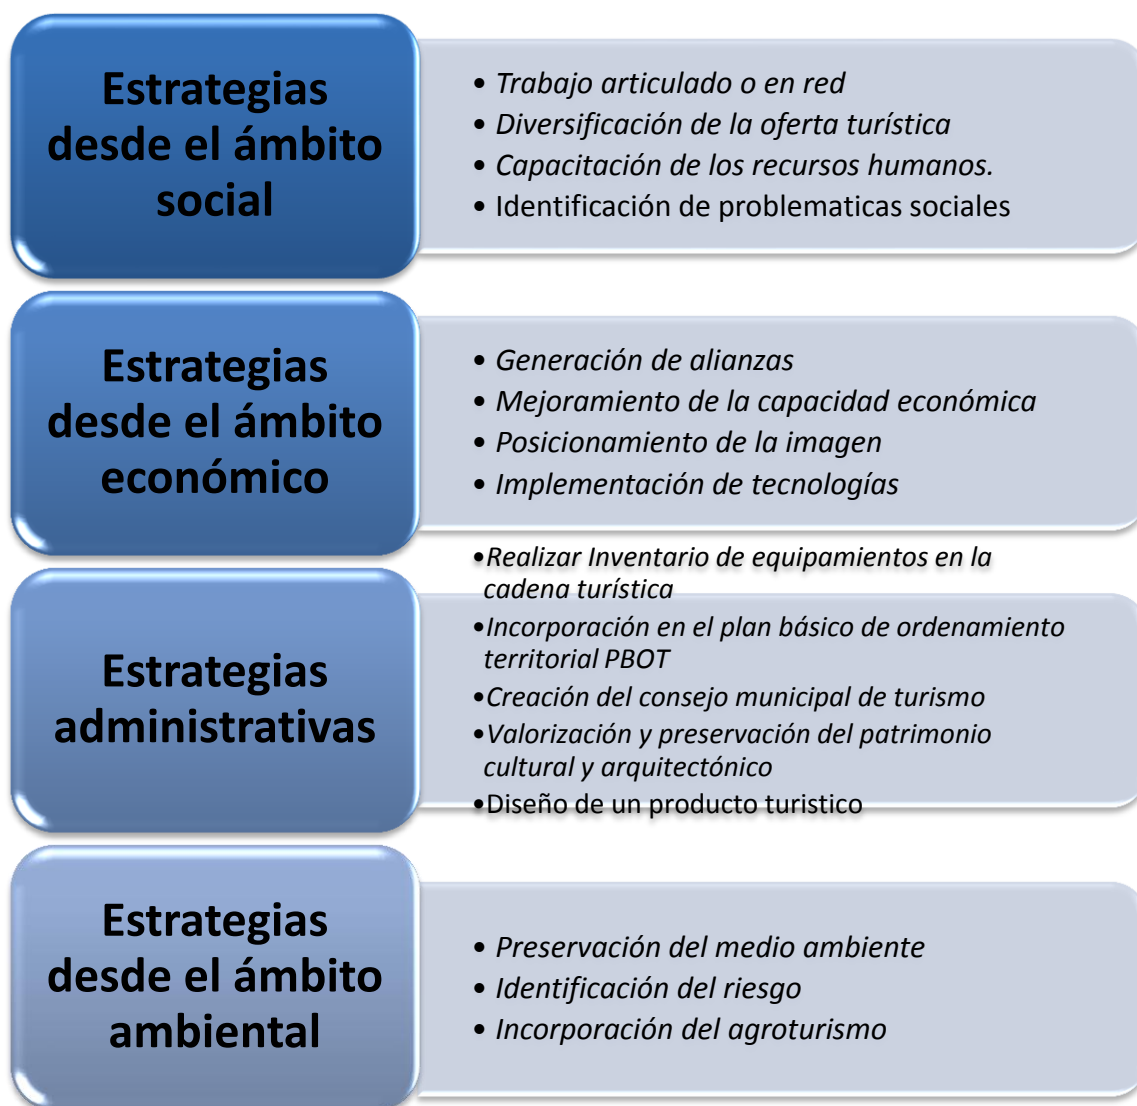 Estrategias
desde el ámbito
social
• Trabajo articulado o en red
• Diversificación de la oferta turística
• Capacitación de los recursos humanos.
• Identificación de problematicas sociales
Estrategias
desde el ámbito
económico
• Generación de alianzas
• Mejoramiento de la capacidad económica
• Posicionamiento de la imagen
• Implementación de tecnologías
Estrategias
administrativas
•Realizar Inventario de equipamientos en la
cadena turística
•Incorporación en el plan básico de ordenamiento
territorial PBOT
•Creación del consejo municipal de turismo
•Valorización y preservación del patrimonio
cultural y arquitectónico
•Diseño de un producto turistico
Estrategias
desde el ámbito
ambiental
• Preservación del medio ambiente
• Identificación del riesgo
• Incorporación del agroturismo